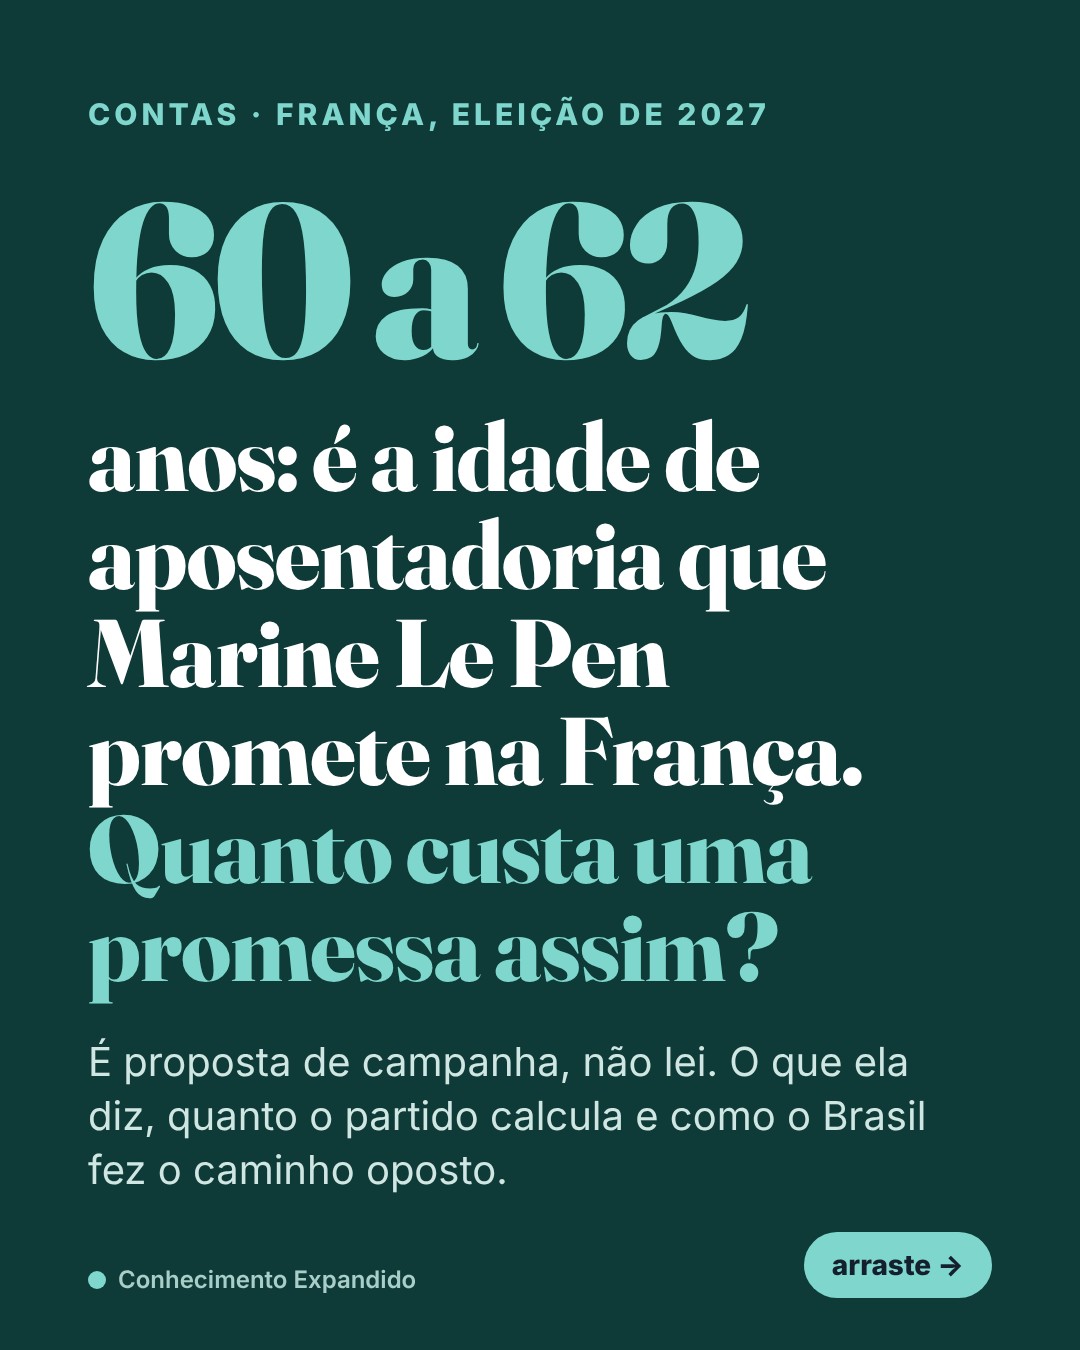 CONTAS · FRANÇA, ELEIÇÃO DE 2027
60 a 62
anos: é a idade de
aposentadoria que
Marine Le Pen
promete na França.
Quanto custa uma
promessa assim?
É proposta de campanha, não lei. O que ela
diz, quanto o partido calcula e como o Brasil
fez o caminho oposto.
Conhecimento Expandido
arraste →